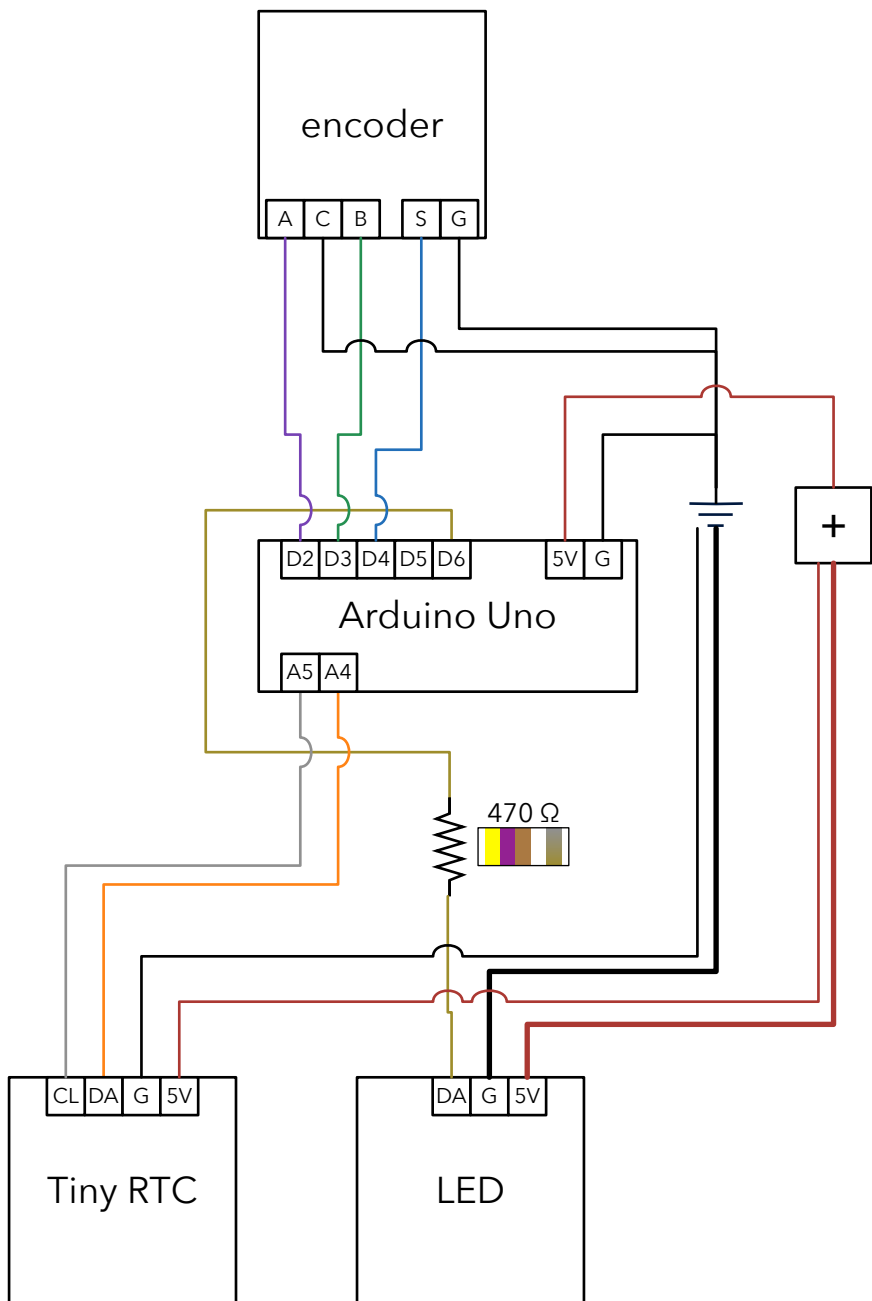 encoder
A C B S G
+
D2 D3 D4 D5 D6 5V G
Arduino Uno
A5 A4
470 Ω
CL DA G 5V
DA G 5V
Tiny RTC
LED